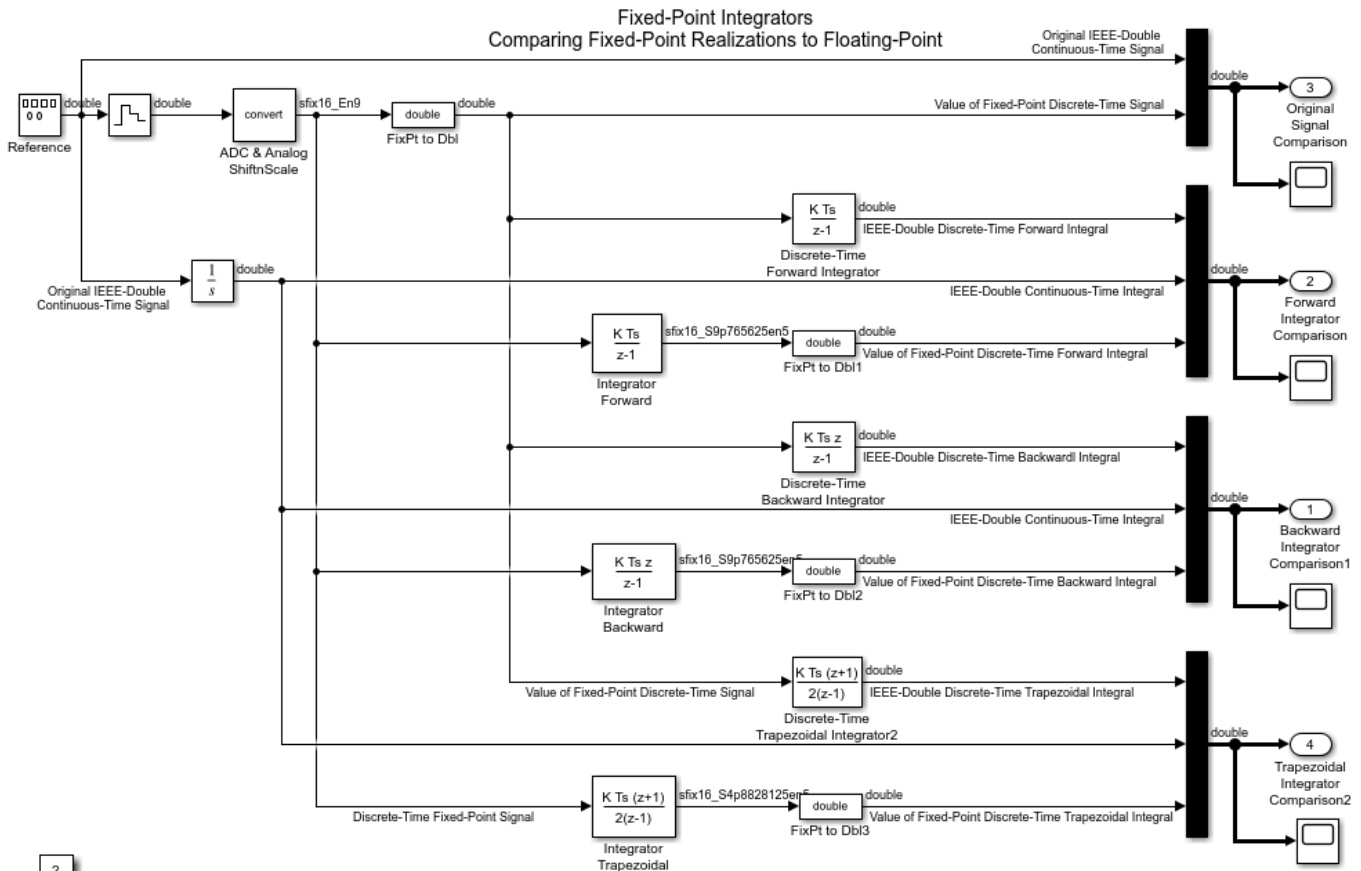 Fixed-Point Integrators
Comparing Fixed-Point Realizations to Floating-Point
Original IEEE-Double
Continuous-Time Signal
double
3
Original
Signal
Comparison
Reference
double
double
convert
ADC & Analog
ShiftnScale
sfix16_En9
double
FixPt to Dbl
double
Value of Fixed-Point Discrete-Time Signal
K Ts
z-1
Discrete-Time
Forward Integrator
double
IEEE-Double Discrete-Time Forward Integral
Original IEEE-Double
Continuous-Time Signal
1
s
double
IEEE-Double Continuous-Time Integral
double
2
Forward
Integrator
Comparison
K Ts
z-1
Integrator
Forward
sfix16_S9p765625en5
double
FixPt to Dbl1
double
Value of Fixed-Point Discrete-Time Forward Integral
K Ts z
z-1
Discrete-Time
Backward Integrator
double
IEEE-Double Discrete-Time Backwardl Integral
IEEE-Double Continuous-Time Integral
double
1
Backward
Integrator
Comparison1
K Ts z
z-1
Integrator
Backward
sfix16_S9p765625en5
double
FixPt to Dbl2
double
Value of Fixed-Point Discrete-Time Backward Integral
Value of Fixed-Point Discrete-Time Signal
K Ts (z+1)
2(z-1)
Discrete-Time
Trapezoidal Integrator2
double
IEEE-Double Discrete-Time Trapezoidal Integral
double
4
Trapezoidal
Integrator
Comparison2
Discrete-Time Fixed-Point Signal
K Ts (z+1)
2(z-1)
Integrator
Trapezoidal
sfix16_S4p8828125en5
double
FixPt to Dbl3
double
Value of Fixed-Point Discrete-Time Trapezoidal Integral